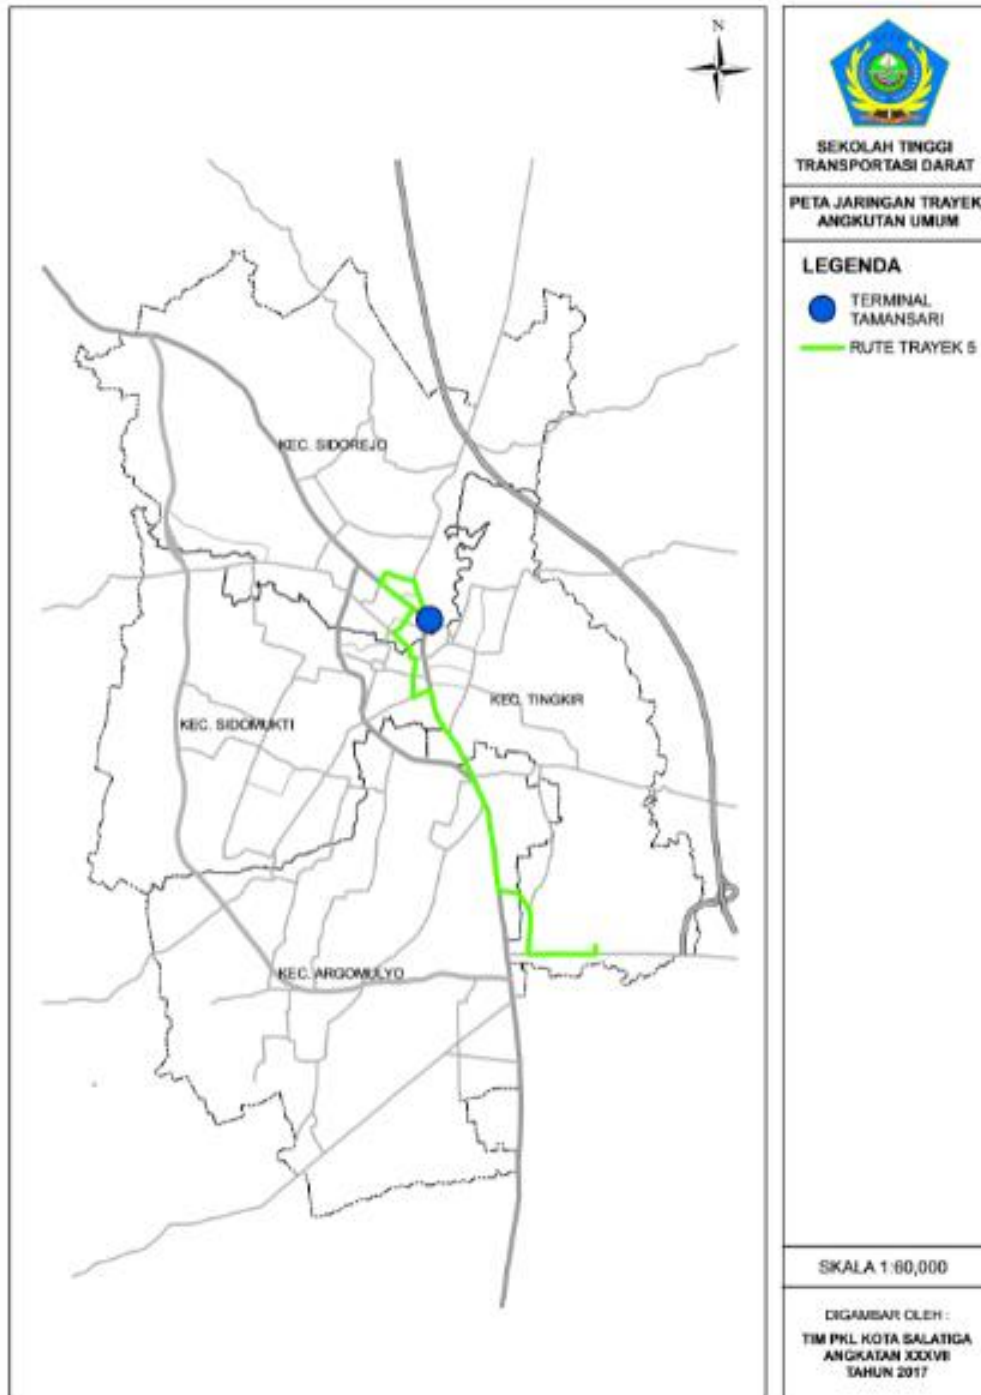 N
SEKOLAH TINGGI
TRANSPORTASI DARAT
PETA JARINGAN TRAYEK
ANGKUTAN UMUM
LEGENDA
TERMINAL
TAMANSARI
RUTE TRAYEK 5
KEC. SIDOREJO
KEC. TINGKIR
KEC. SIDOMUKTI
KEC. ARGOMULYO
SKALA 1:60,000
DIGAMBAR OLEH :
TIM PKL KOTA SALATIGA
ANGKATAN XXXVII
TAHUN 2017